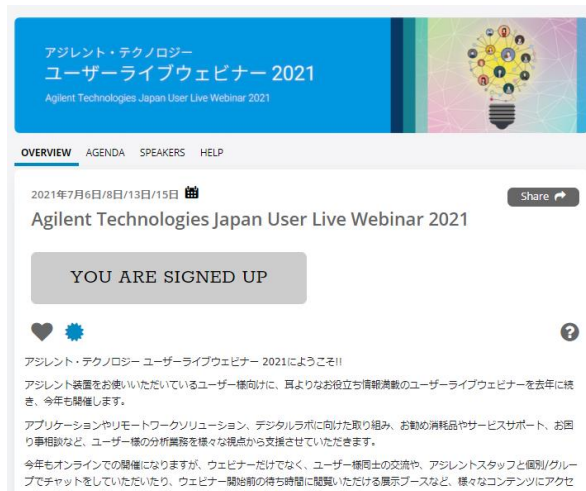 アジレント・テクノロジー
ユーザーライブウェビナー 2021
Agilent Technologies Japan User Live Webinar 2021
OVERVIEW AGENDA SPEAKERS HELP
2021年7月6日/8日/13日/15日
Share
Agilent Technologies Japan User Live Webinar 2021
YOU ARE SIGNED UP
アジレント・テクノロジー ユーザーライブウェビナー 2021にようこそ!!
アジレント装置をお使いいただいているユーザー様向けに、耳よりなお役立ち情報満載のユーザーライブウェビナーを去年に続
き、今年も開催します。
アプリケーションやリモートワークソリューション、デジタルラボに向けた取り組み、お勧め消耗品やサービスサポート、お困
り事相談など、ユーザー様の分析業務を様々な視点から支援させていただきます。
今年もオンラインでの開催になりますが、ウェビナーだけでなく、ユーザー様同士の交流や、アジレントスタッフと個別/グルー
プでチャットをしていただいたり、ウェビナー開始前の待ち時間に閲覧いただける展示ブースなど、様々なコンテンツにアクセ